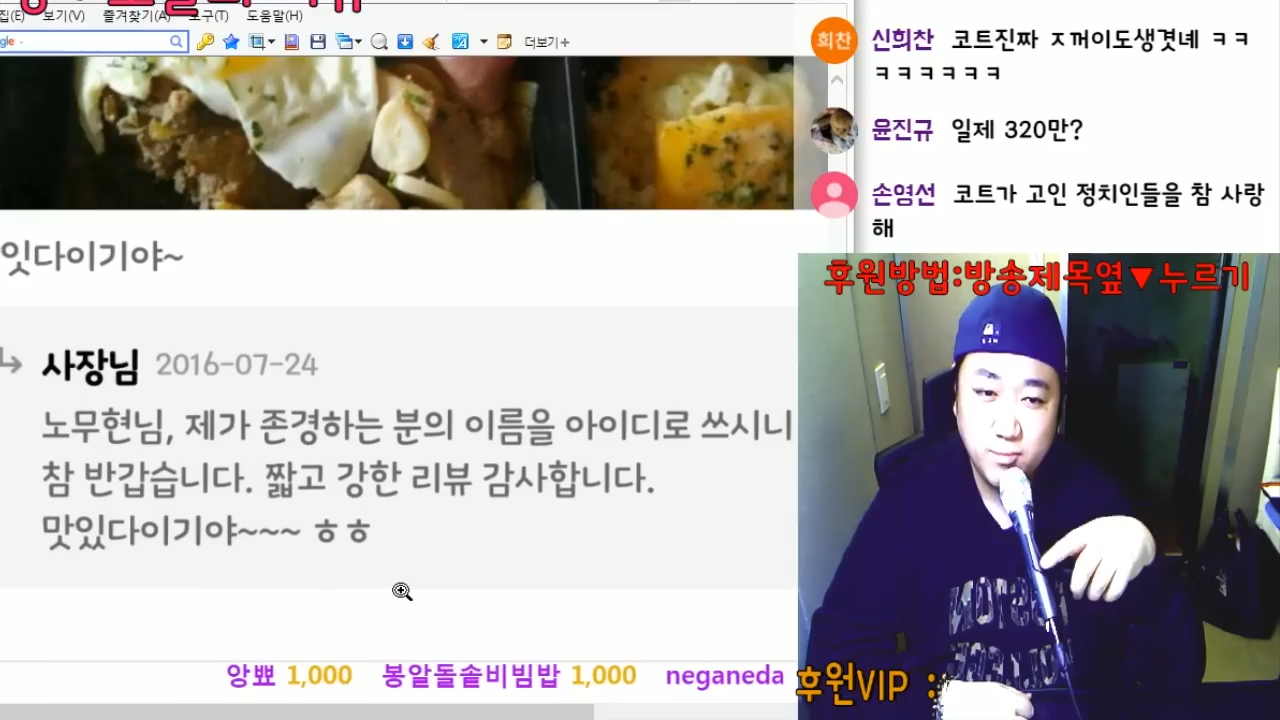 집(E) 보기(V) 즐겨찾기(A) 도구(T) 도움말(H)
gle
더보기+
잇다이기야~
사장님 2016-07-24
노무현님, 제가 존경하는 분의 이름을 아이디로 쓰시니
참 반갑습니다. 짧고 강한 리뷰 감사합니다.
맛있다이기야~~~ ㅎㅎ
앙뾰 1,000 봉알돌솥비빔밥 1,000 neganeda
희찬
신희찬 코트진짜 ㅈ꺼이도생겻네 ㅋㅋ
ㅋㅋㅋㅋㅋㅋ
윤진규 일제 320만?
손영선 코트가 고인 정치인들을 참 사랑
해
후원방법:방송제목옆▼누르기
후원VIP :